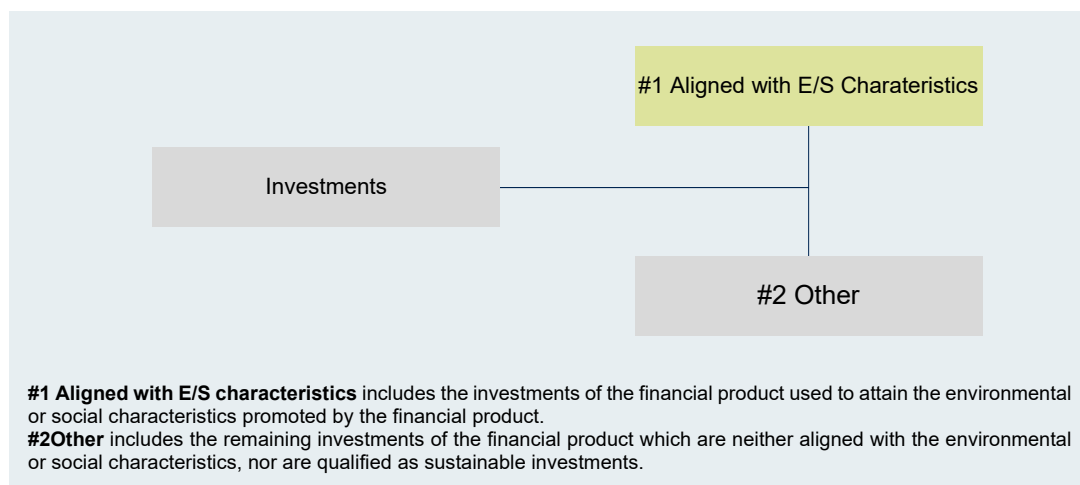 #1 Aligned with E/S Charateristics
Investments
#2 Other
#1 Aligned with E/S characteristics includes the investments of the financial product used to attain the environmental
or social characteristics promoted by the financial product.
#2Other includes the remaining investments of the financial product which are neither aligned with the environmental
or social characteristics, nor are qualified as sustainable investments.